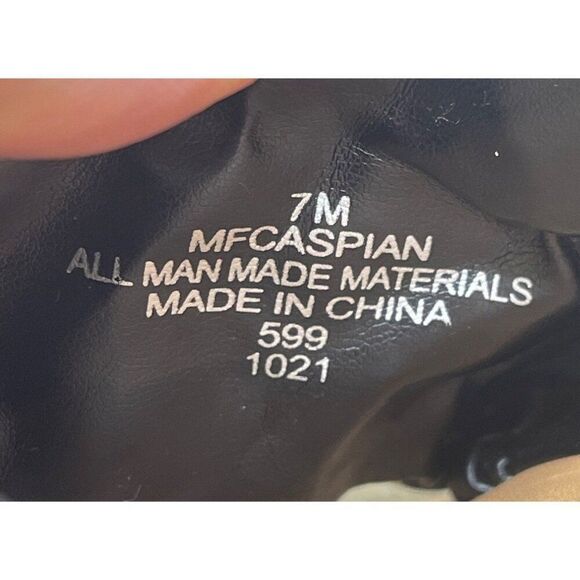 7M
MFCASPIAN
ALL MAN MADE MATERIALS
MADE IN CHINA
599
1021